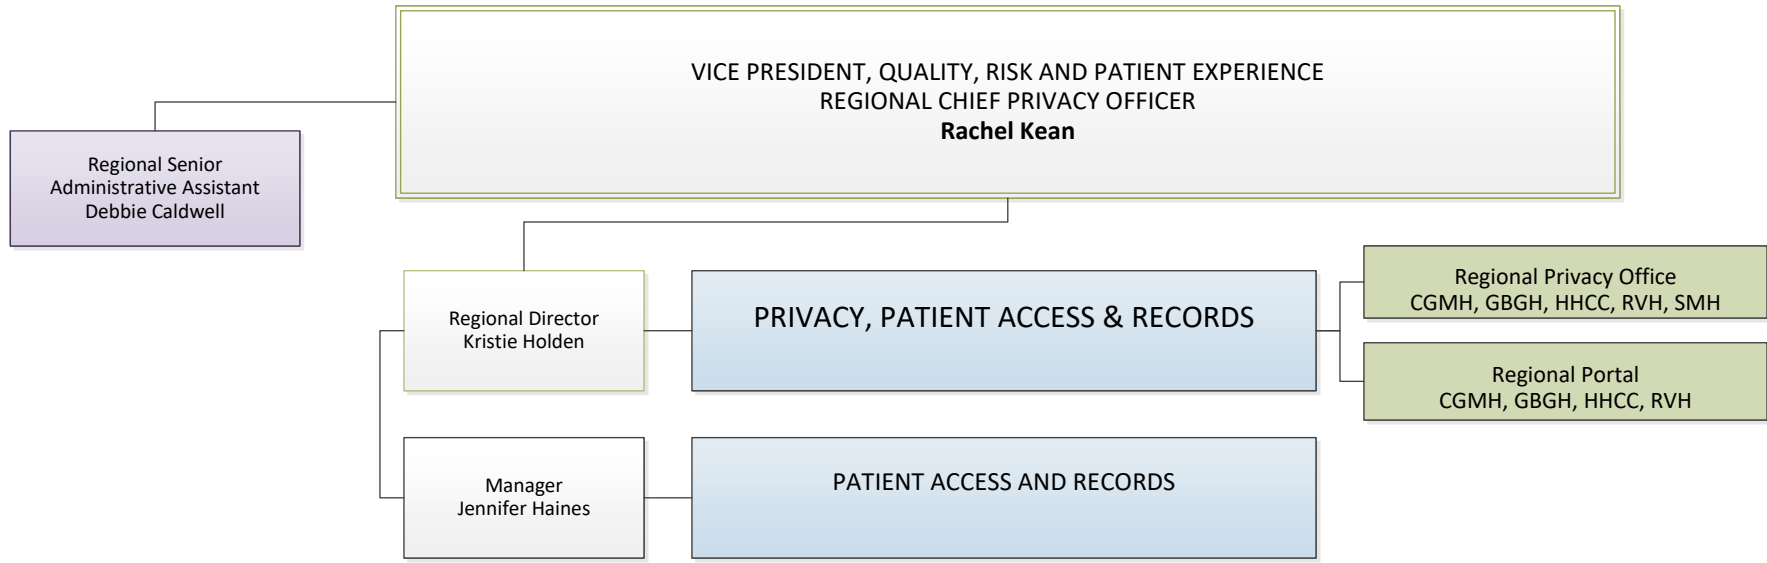 VICE PRESIDENT, QUALITY, RISK AND PATIENT EXPERIENCE
REGIONAL CHIEF PRIVACY OFFICER
Rachel Kean
Regional Senior
Administrative Assistant
Debbie Caldwell
Regional Director
Kristie Holden
PRIVACY, PATIENT ACCESS & RECORDS
Regional Privacy Office
CGMH, GBGH, HHCC, RVH, SMH
Regional Portal
CGMH, GBGH, HHCC, RVH
Manager
Jennifer Haines
PATIENT ACCESS AND RECORDS